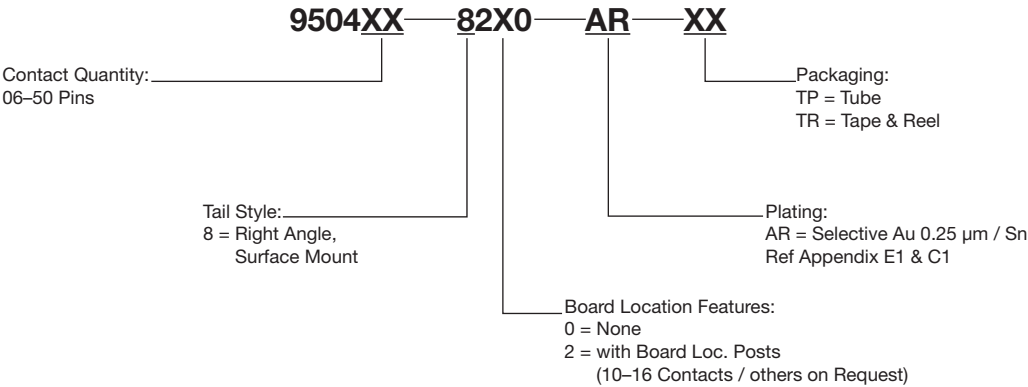 9504XX 82X0 AR XX
Contact Quantity:
06–50 Pins
Packaging:
TP = Tube
TR = Tape & Reel
Tail Style:
8 = Right Angle,
Surface Mount
Plating:
AR = Selective Au 0.25 µm / Sn
Ref Appendix E1 & C1
Board Location Features:
0 = None
2 = with Board Loc. Posts
(10–16 Contacts / others on Request)